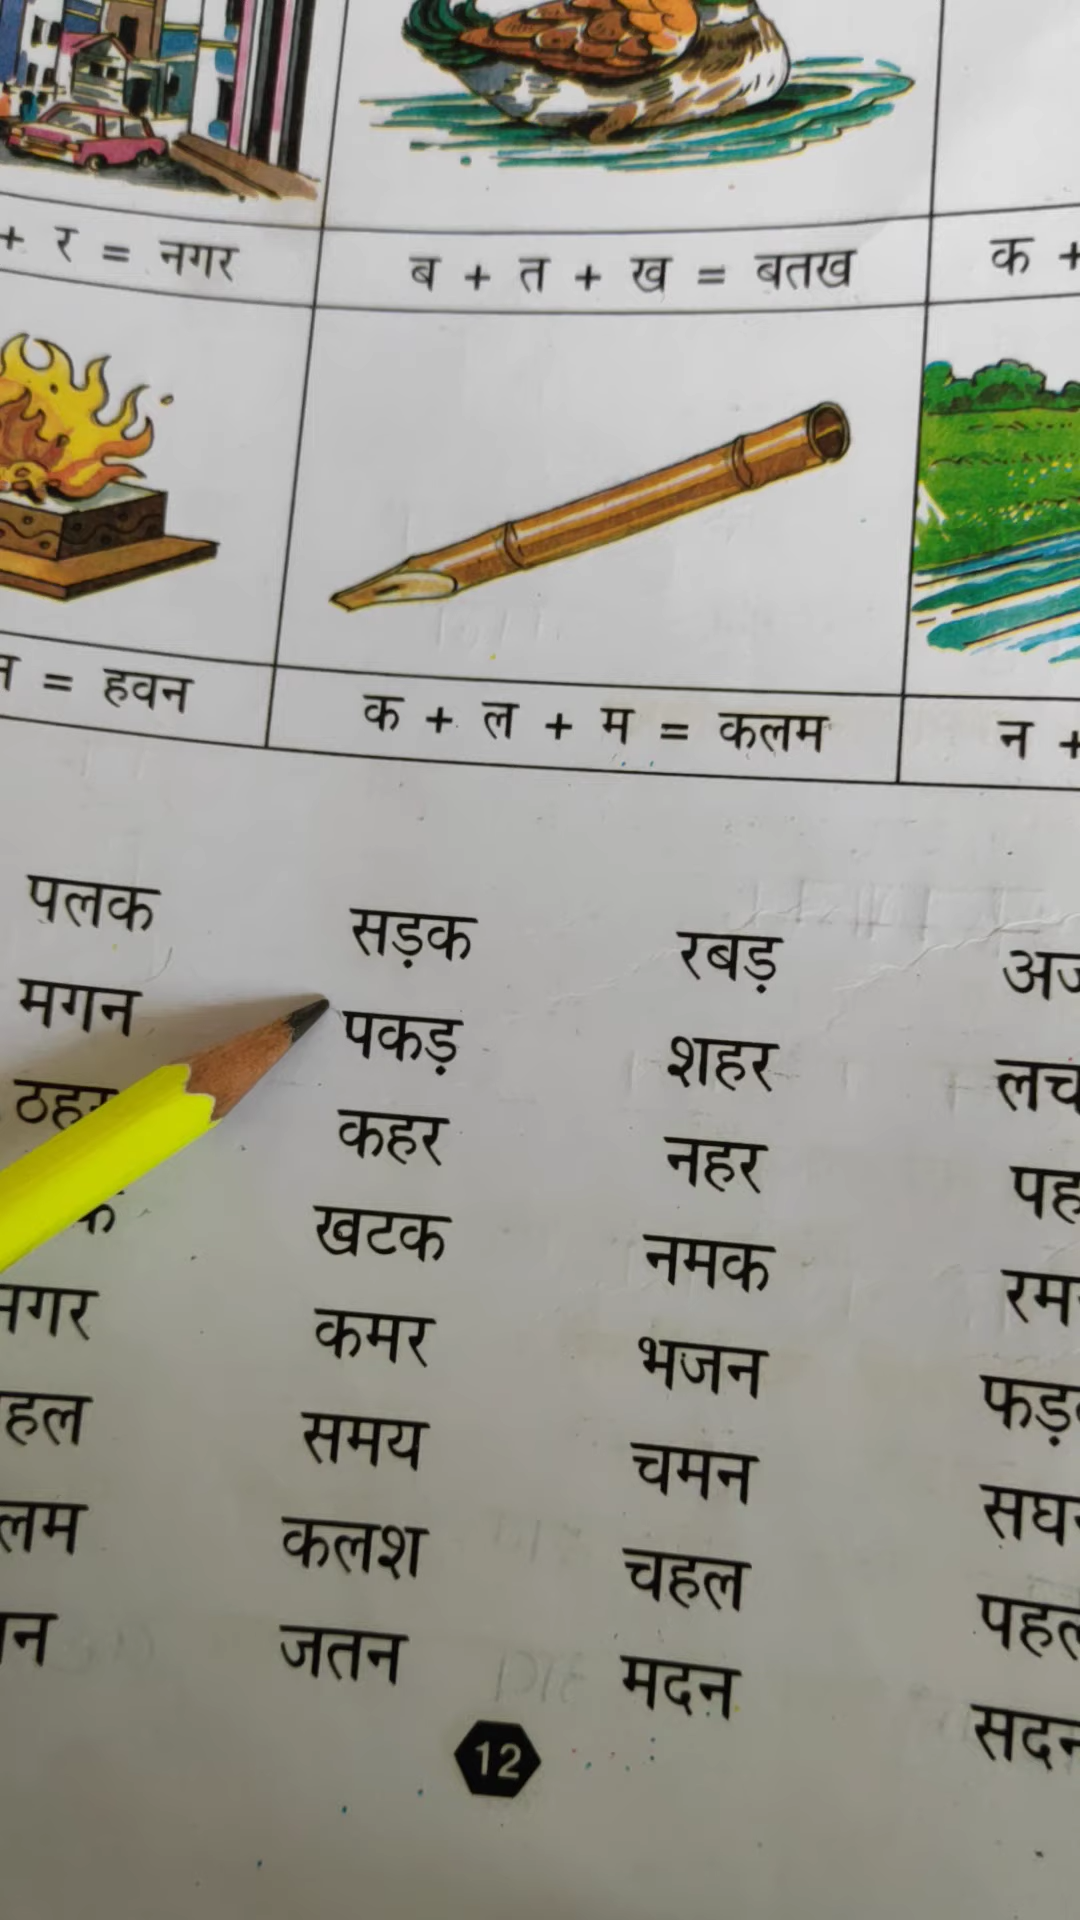 + र = नगर
ब + त + ख = बतख
क +
= हवन
क + ल + म = कलम
न +
पलक सड़क रबड़
मगन पकड़ शहर
कहर नहर
खटक नमक
कमर भजन
समय चमन
कलश चहल
जतन मदन
12